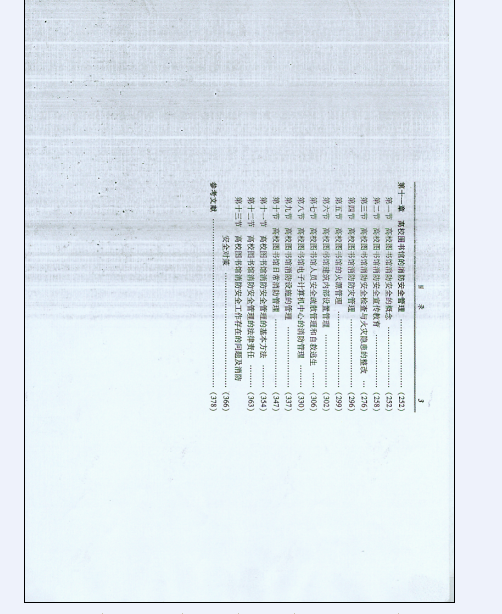 目 录 3
第十一章 高校图书馆的消防安全管理 …………… (252)
第一节 高校图书馆消防安全的概念 …………… (252)
第二节 高校图书馆消防安全宣传教育 …………… (258)
第三节 高校图书馆消防安全检查与火灾隐患的整改 … (276)
第四节 高校图书馆消防防火管理 …………… (296)
第五节 高校图书馆的火源管理 …………… (299)
第六节 高校图书馆建筑内部设置管理 …………… (302)
第七节 高校图书馆人员安全疏散管理和自救逃生 …… (306)
第八节 高校图书馆电子计算机中心的消防管理 …… (330)
第九节 高校图书馆消防设施的管理 …………… (337)
第十节 高校图书馆日常消防管理 …………… (347)
第十一节 高校图书馆消防安全管理的基本方法 …… (354)
第十二节 高校图书馆消防安全管理的法律责任 …… (363)
第十三节 高校图书馆消防安全工作存在的问题及消防
安全对策 …………… (366)
参考文献 …………… (378)